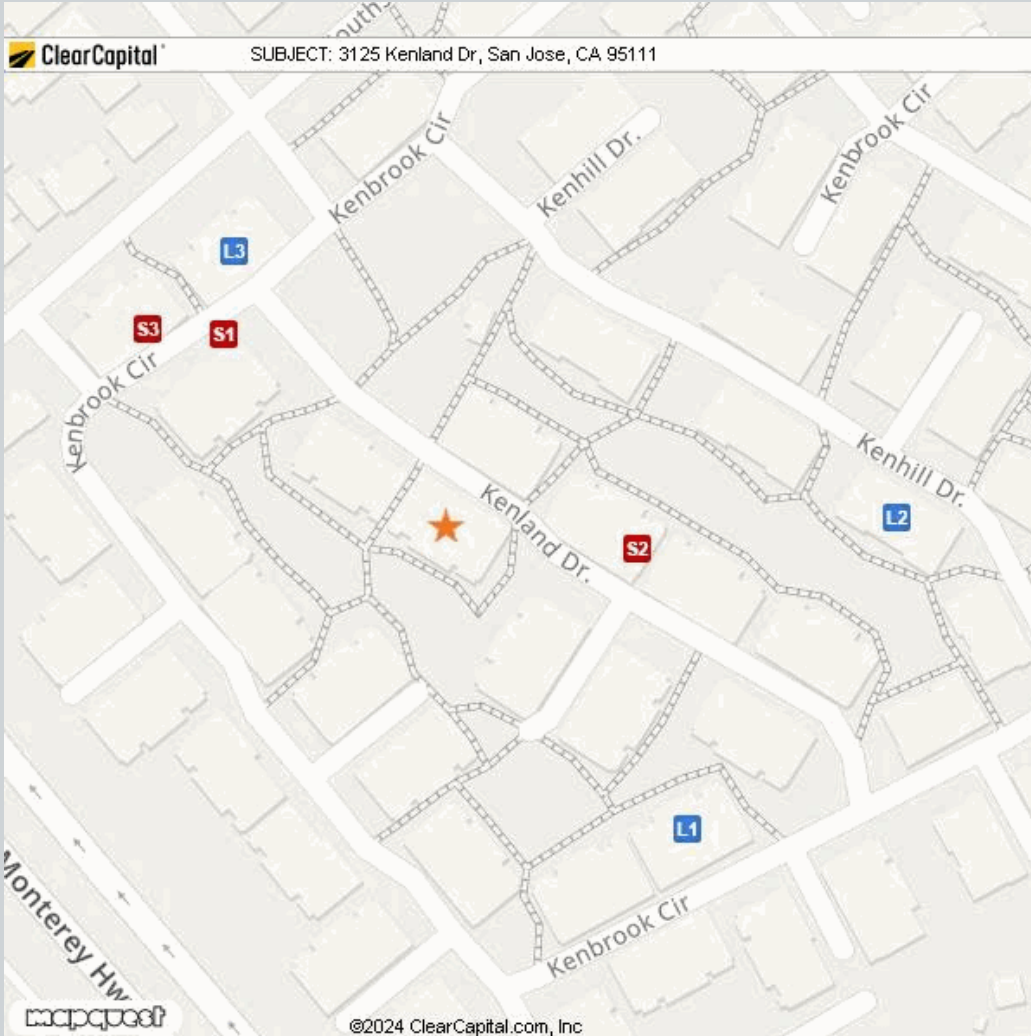 ClearCapital
SUBJECT: 3125 Kenland Dr, San Jose, CA 95111
Kenbrook Cir
Kenhill Dr.
Kenbrook Cir
L3
S3
S1
Kenbrook Cir
Kenland Dr.
Kenhill Dr.
L2
S2
L1
Kenbrook Cir
Monterey Hw
mapquest
©2024 ClearCapital.com, Inc